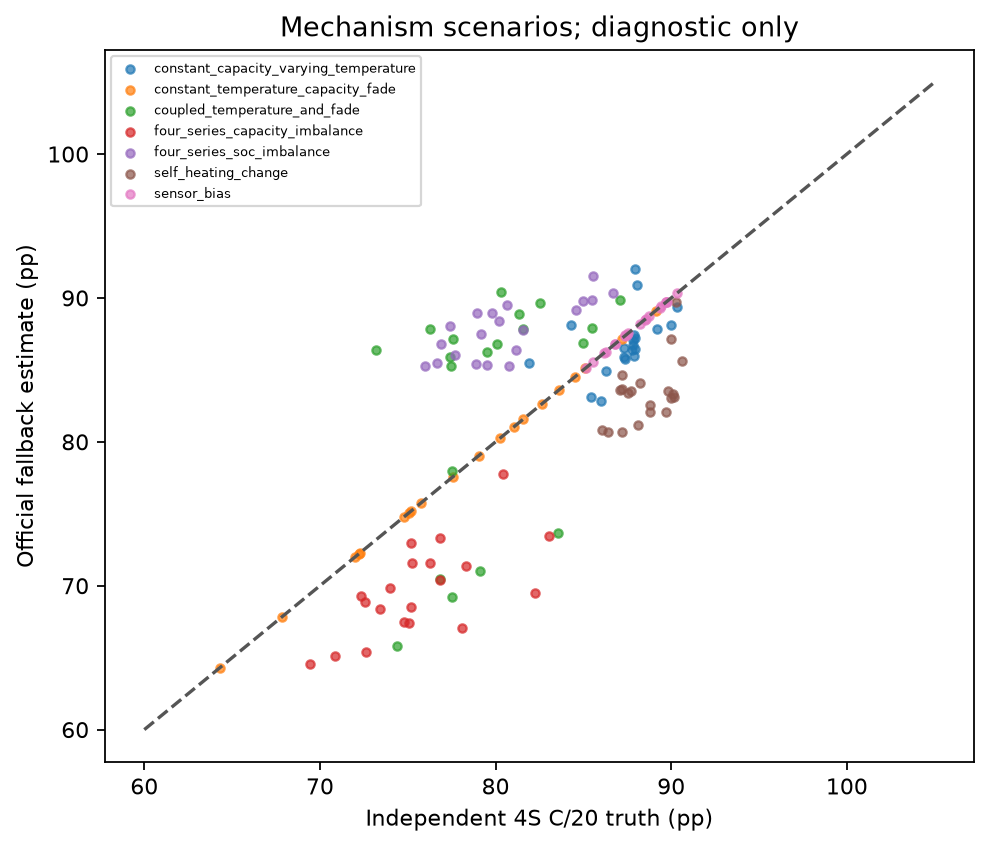 Mechanism scenarios; diagnostic only
constant_capacity_varying_temperature
constant_temperature_capacity_fade
coupled_temperature_and_fade
four_series_capacity_imbalance
four_series_soc_imbalance
self_heating_change
sensor_bias
Official fallback estimate (pp)
100
90
80
70
60
60 70 80 90 100
Independent 4S C/20 truth (pp)